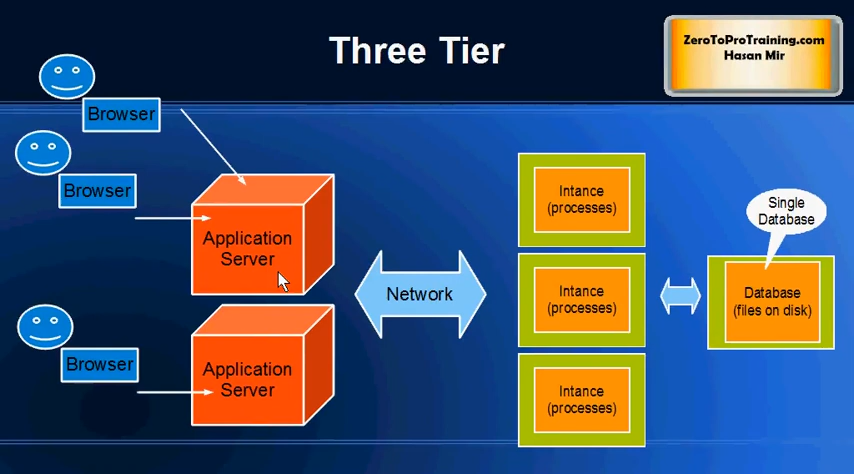 Three Tier
ZeroToProTraining.com
Hasan Mir
Browser
Browser
Browser
Application
Server
Application
Server
Network
Intance
(processes)
Intance
(processes)
Intance
(processes)
Single
Database
Database
(files on disk)